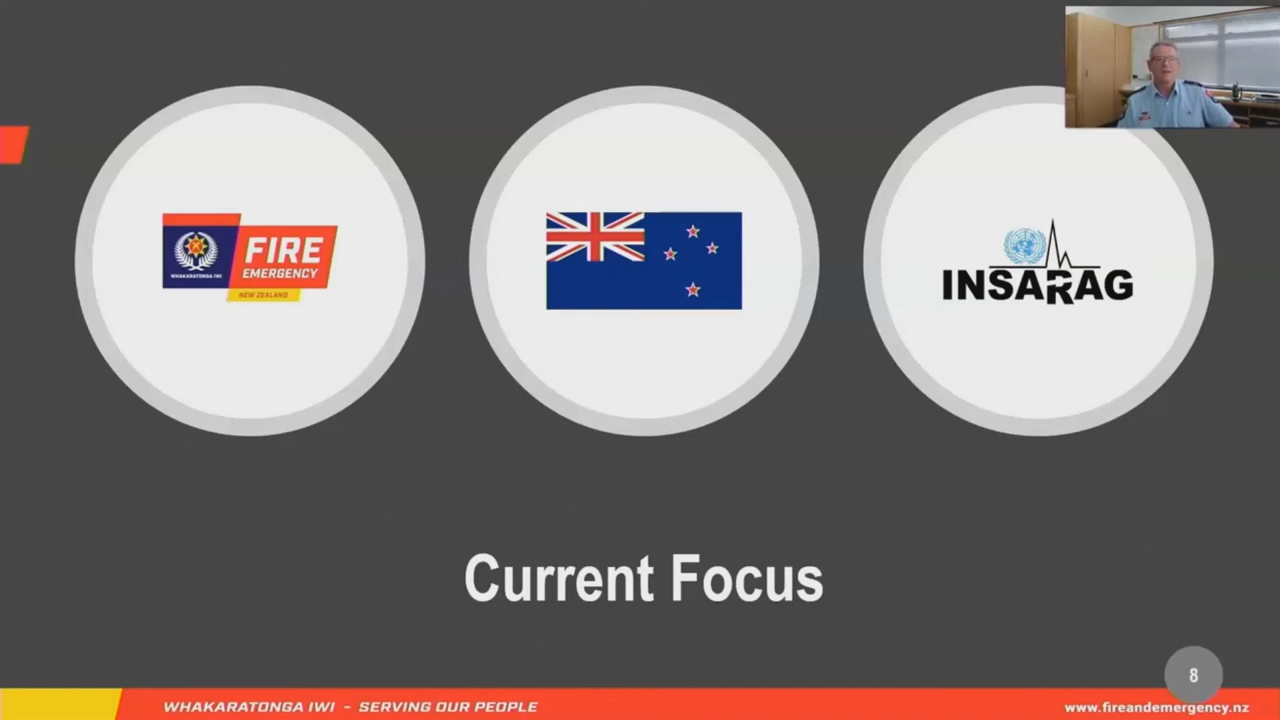 WHAKARATONGA IWI
FIRE
EMERGENCY
NEW ZEALAND
INSARAG
Current Focus
8
WHAKARATONGA IWI – SERVING OUR PEOPLE
www.fireandemergency.nz